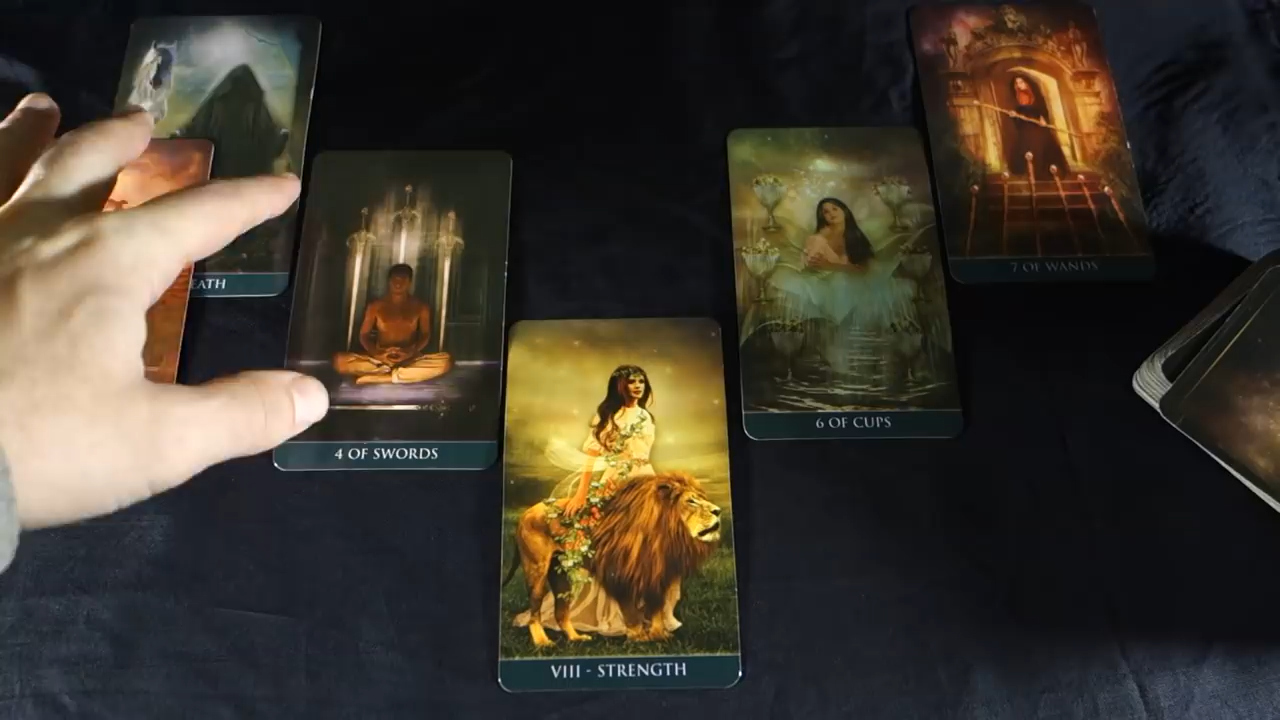 EATH
4 OF SWORDS
VIII - STRENGTH
6 OF CUPS
7 OF WANDS